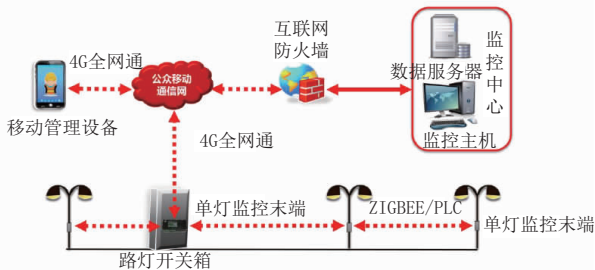 4G全网通
公众移动
通信网
互联网
防火墙
数据服务器
监控中心
监控主机
移动管理设备
4G全网通
单灯监控末端
ZIGBEE/PLC
单灯监控末端
路灯开关箱